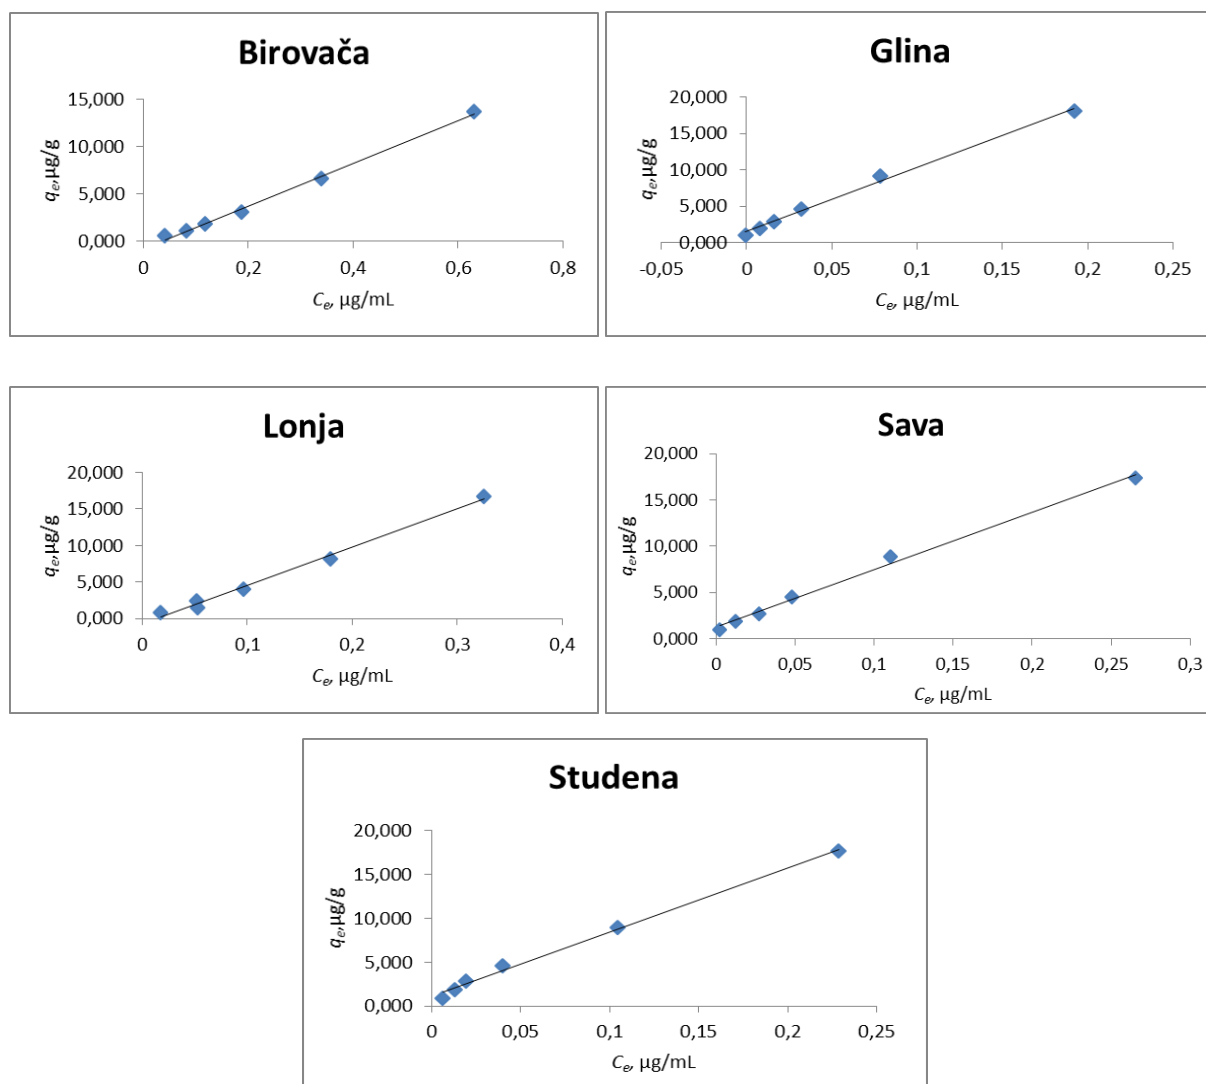 Birovača
15,000
10,000
5,000
0,000
qe,µg/g
0 0,2 0,4 0,6 0,8
Ce, µg/mL
Glina
20,000
15,000
10,000
5,000
0,000
qe,µg/g
-0,05 0 0,05 0,1 0,15 0,2 0,25
Ce, µg/mL
Lonja
20,000
15,000
10,000
5,000
0,000
qe,µg/g
0 0,1 0,2 0,3 0,4
Ce, µg/mL
Sava
20,000
15,000
10,000
5,000
0,000
qe,µg/g
0 0,05 0,1 0,15 0,2 0,25 0,3
Ce, µg/mL
Studena
20,000
15,000
10,000
5,000
0,000
qe,µg/g
0 0,05 0,1 0,15 0,2 0,25
Ce, µg/mL